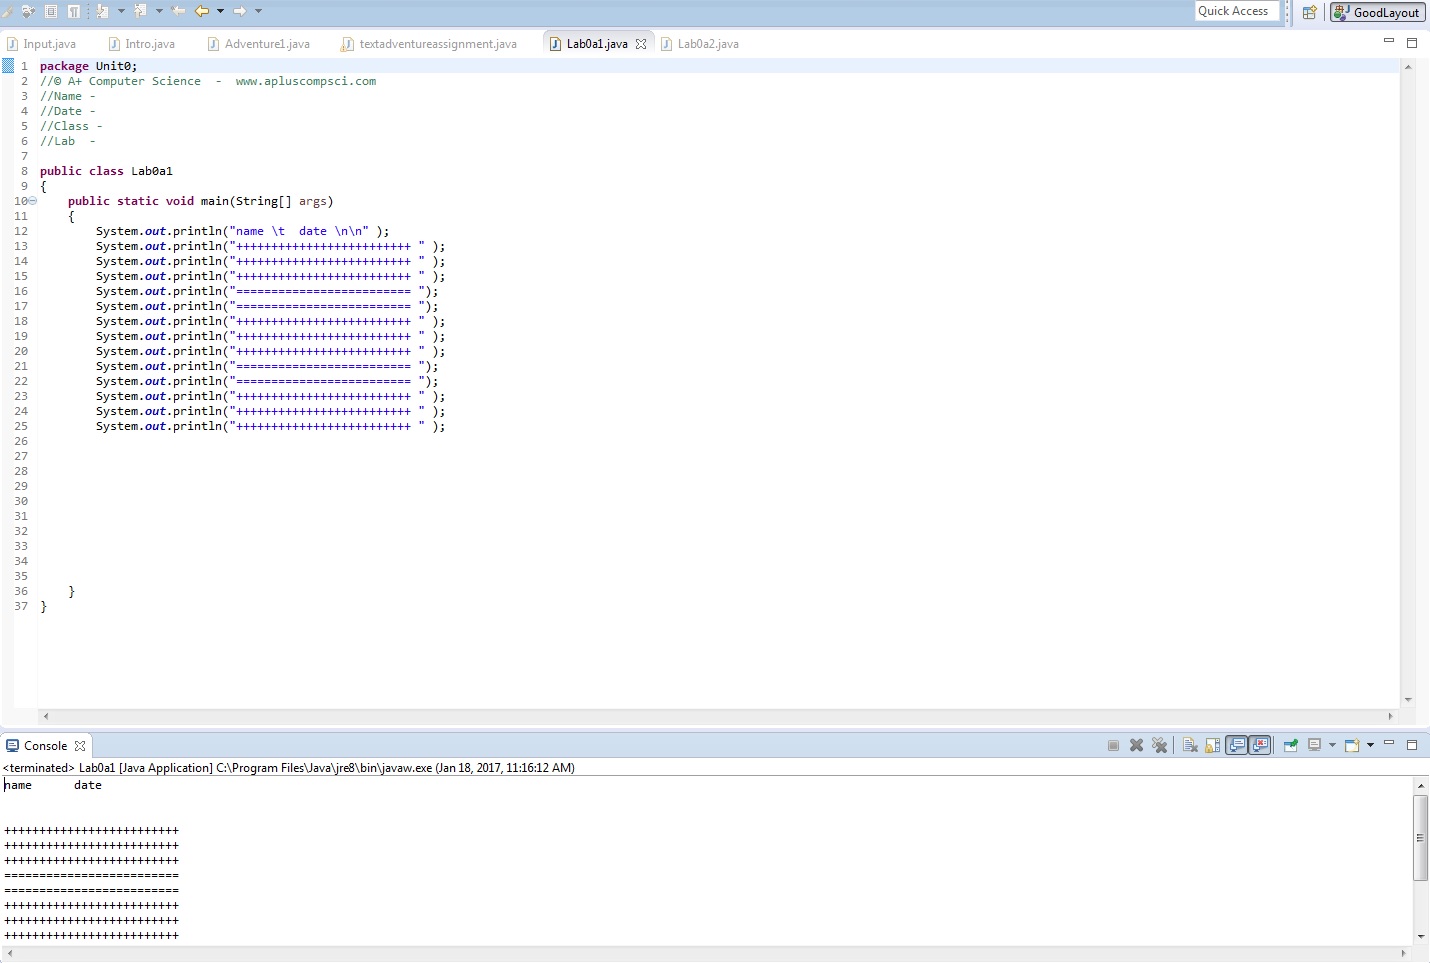 Quick Access
GoodLayout
Input.java Intro.java Adventure1.java textadventureassignment.java Lab0a1.java Lab0a2.java
1 package Unit0;
2 //© A+ Computer Science  -  www.apluscompsci.com
3 //Name -
4 //Date -
5 //Class -
6 //Lab  -
7
8 public class Lab0a1
9 {
10     public static void main(String[] args)
11     {
12         System.out.println("name \t  date \n\n" );
13         System.out.println("+++++++++++++++++++++++++ " );
14         System.out.println("+++++++++++++++++++++++++ " );
15         System.out.println("+++++++++++++++++++++++++ " );
16         System.out.println("========================= ");
17         System.out.println("========================= ");
18         System.out.println("+++++++++++++++++++++++++ " );
19         System.out.println("+++++++++++++++++++++++++ " );
20         System.out.println("+++++++++++++++++++++++++ " );
21         System.out.println("========================= ");
22         System.out.println("========================= ");
23         System.out.println("+++++++++++++++++++++++++ " );
24         System.out.println("+++++++++++++++++++++++++ " );
25         System.out.println("+++++++++++++++++++++++++ " );
26
27
28
29
30
31
32
33
34
35
36     }
37 }
Console
<terminated> Lab0a1 [Java Application] C:\Program Files\Java\jre8\bin\javaw.exe (Jan 18, 2017, 11:16:12 AM)
name      date
+++++++++++++++++++++++++
+++++++++++++++++++++++++
+++++++++++++++++++++++++
=========================
=========================
+++++++++++++++++++++++++
+++++++++++++++++++++++++
+++++++++++++++++++++++++